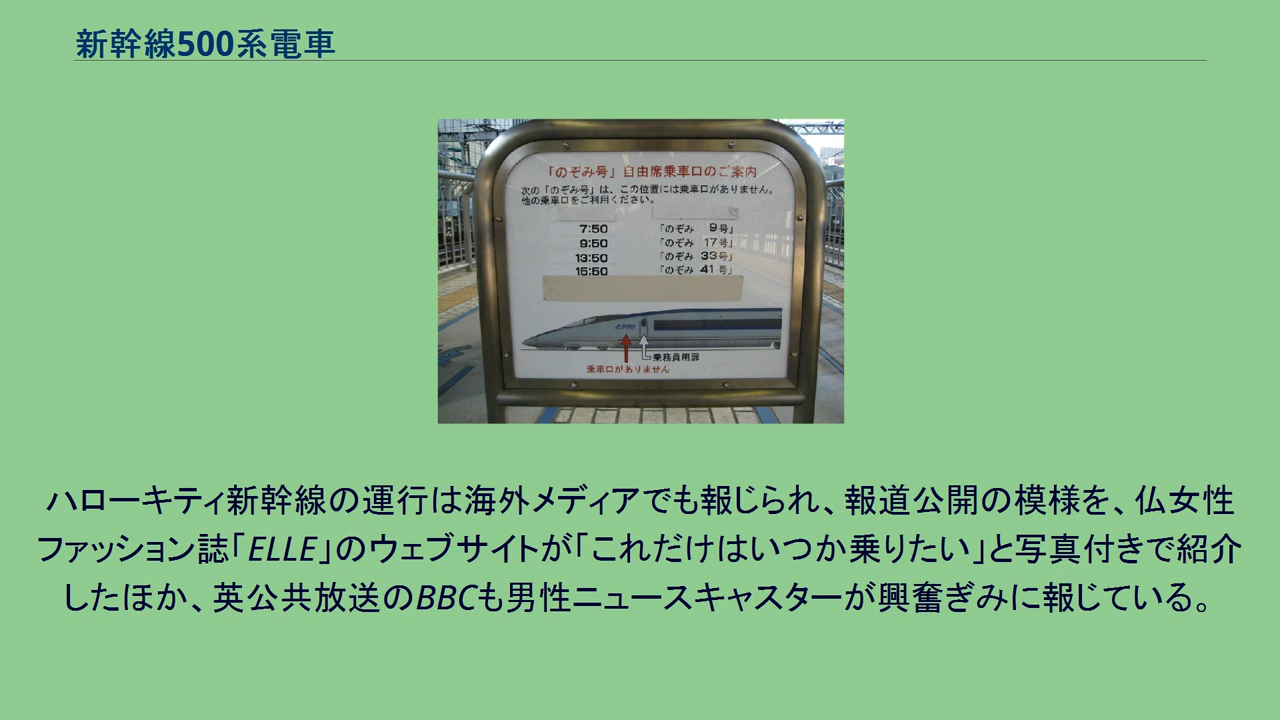 新幹線500系電車
「のぞみ号」自由席乗車口のご案内
次の「のぞみ号」は、この位置には乗車口がありません。
他の乗車口をご利用ください。
7:50 「のぞみ 9号」
9:50 「のぞみ 17号」
13:50 「のぞみ 33号」
15:50 「のぞみ 41号」
乗務員用扉
乗車口がありません
ハローキティ新幹線の運行は海外メディアでも報じられ、報道公開の模様を、仏女性
ファッション誌「ELLE」のウェブサイトが「これだけはいつか乗りたい」と写真付きで紹介
したほか、英公共放送のBBCも男性ニュースキャスターが興奮ぎみに報じている。